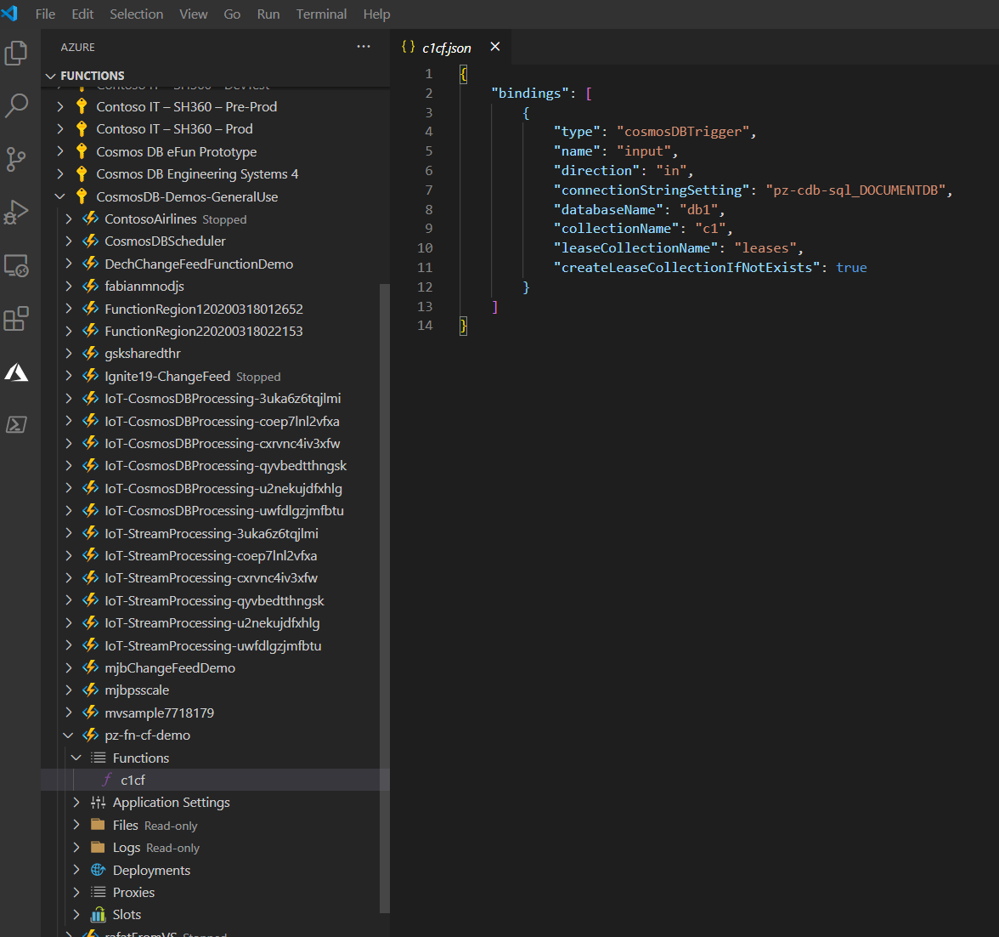 File Edit Selection View Go Run Terminal Help
AZURE
FUNCTIONS
Contoso IT – SH360 – DevTest
Contoso IT – SH360 – Pre-Prod
Contoso IT – SH360 – Prod
Cosmos DB eFun Prototype
Cosmos DB Engineering Systems 4
CosmosDB-Demos-GeneralUse
ContosoAirlines Stopped
CosmosDBScheduler
DechChangeFeedFunctionDemo
fabianmnodjs
FunctionRegion120200318012652
FunctionRegion220200318022153
gsksharedthr
Ignite19-ChangeFeed Stopped
IoT-CosmosDBProcessing-3uka6z6tqjlmi
IoT-CosmosDBProcessing-coep7lnl2vfxa
IoT-CosmosDBProcessing-cxrvnc4iv3xfw
IoT-CosmosDBProcessing-qyvbedtthngsk
IoT-CosmosDBProcessing-u2nekujdfxhlg
IoT-CosmosDBProcessing-uwfdlgzjmfbtu
IoT-StreamProcessing-3uka6z6tqjlmi
IoT-StreamProcessing-coep7lnl2vfxa
IoT-StreamProcessing-cxrvnc4iv3xfw
IoT-StreamProcessing-qyvbedtthngsk
IoT-StreamProcessing-u2nekujdfxhlg
IoT-StreamProcessing-uwfdlgzjmfbtu
mjbChangeFeedDemo
mjbpsscale
mvsample7718179
pz-fn-cf-demo
Functions
c1cf
Application Settings
Files Read-only
Logs Read-only
Deployments
Proxies
Slots
rafatFromVS Stopped
{} c1cf.json
1 {
2 "bindings": [
3 {
4 "type": "cosmosDBTrigger",
5 "name": "input",
6 "direction": "in",
7 "connectionStringSetting": "pz-cdb-sql_DOCUMENTDB",
8 "databaseName": "db1",
9 "collectionName": "c1",
10 "leaseCollectionName": "leases",
11 "createLeaseCollectionIfNotExists": true
12 }
13 ]
14 }